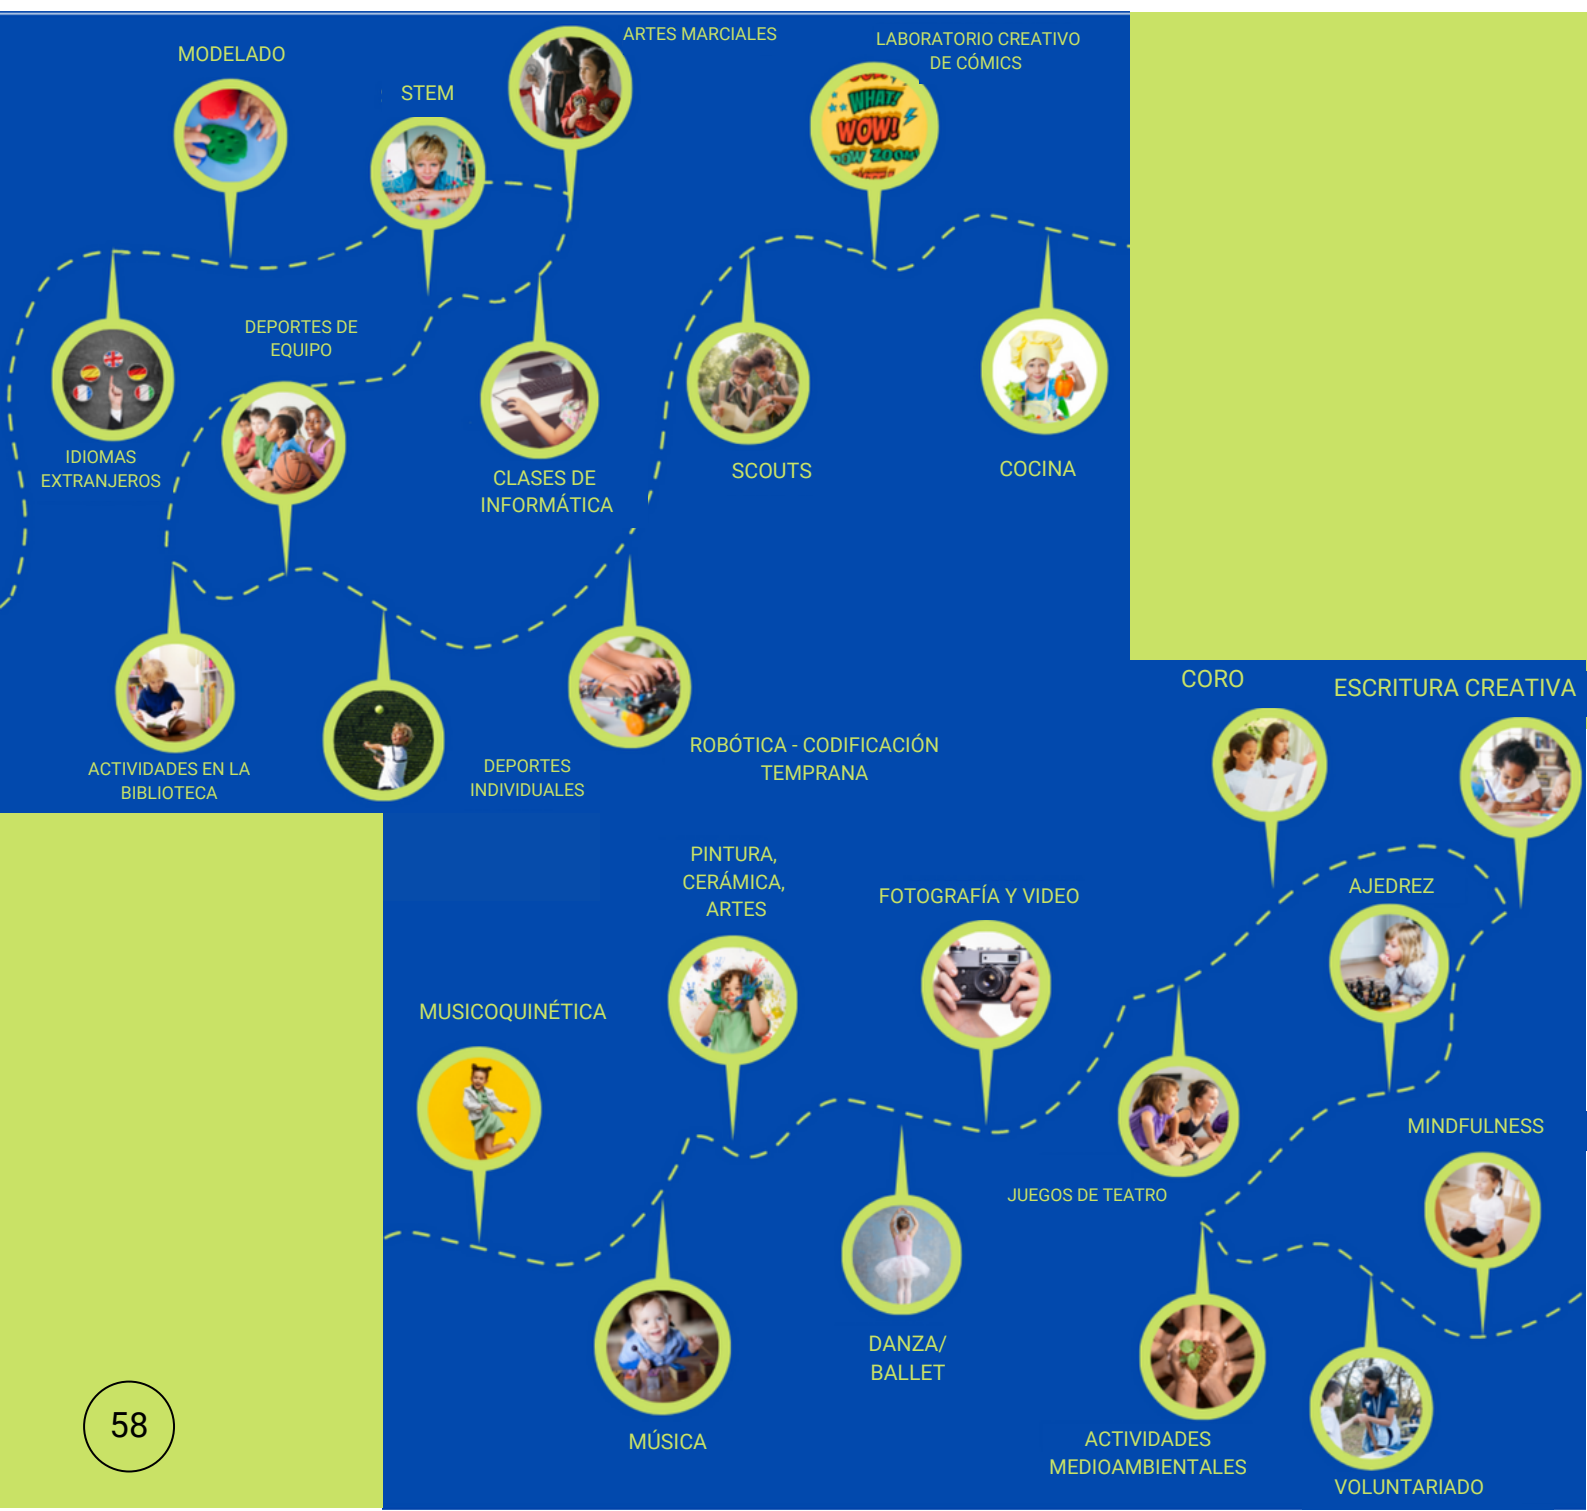 MODELADO
STEM
ARTES MARCIALES
LABORATORIO CREATIVO
DE CÓMICS
WHAT?
WOW!
POW ZOOM
IDIOMAS
EXTRANJEROS
DEPORTES DE
EQUIPO
CLASES DE
INFORMÁTICA
SCOUTS
COCINA
ACTIVIDADES EN LA
BIBLIOTECA
DEPORTES
INDIVIDUALES
ROBÓTICA - CODIFICACIÓN
TEMPRANA
CORO
ESCRITURA CREATIVA
PINTURA,
CERÁMICA,
ARTES
FOTOGRAFÍA Y VIDEO
AJEDREZ
MUSICOQUINÉTICA
MINDFULNESS
JUEGOS DE TEATRO
DANZA/
BALLET
MÚSICA
ACTIVIDADES
MEDIOAMBIENTALES
VOLUNTARIADO
58